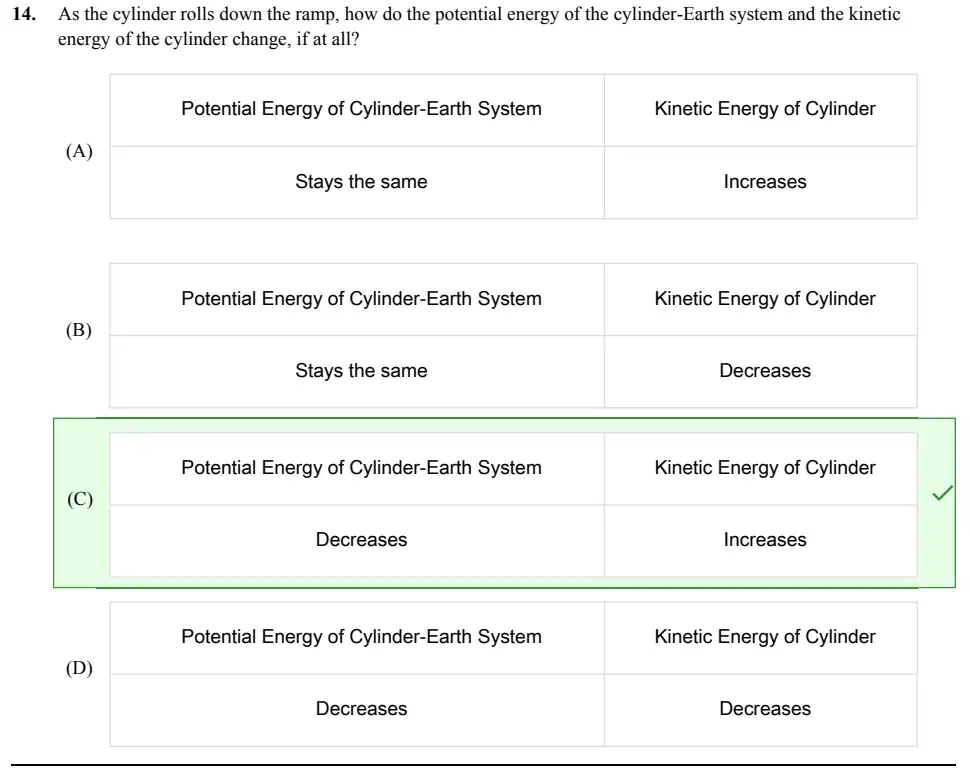 14. As the cylinder rolls down the ramp, how do the potential energy of the cylinder-Earth system and the kinetic
energy of the cylinder change, if at all?
Potential Energy of Cylinder-Earth System Kinetic Energy of Cylinder
(A)
Stays the same Increases
Potential Energy of Cylinder-Earth System Kinetic Energy of Cylinder
(B)
Stays the same Decreases
Potential Energy of Cylinder-Earth System Kinetic Energy of Cylinder
(C)
Decreases Increases
Potential Energy of Cylinder-Earth System Kinetic Energy of Cylinder
(D)
Decreases Decreases